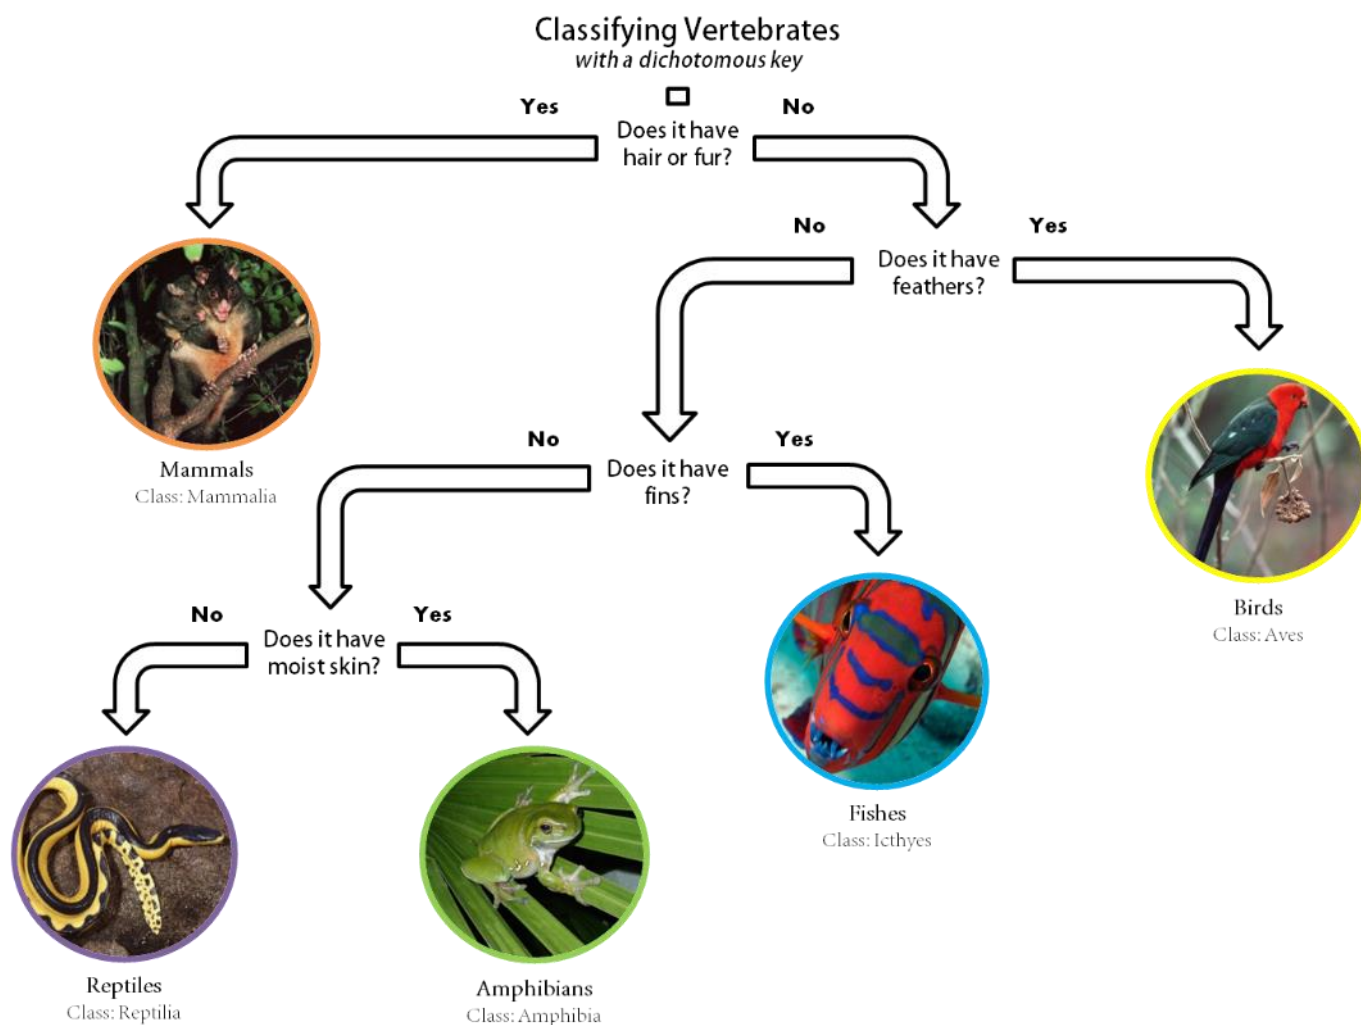 Classifying Vertebrates
with a dichotomous key
Yes
No
Does it have
hair or fur?
No
Yes
Does it have
feathers?
Mammals
Class: Mammalia
No
Yes
Does it have
fins?
Birds
Class: Aves
No
Yes
Does it have
moist skin?
Fishes
Class: Icthyes
Reptiles
Class: Reptilia
Amphibians
Class: Amphibia